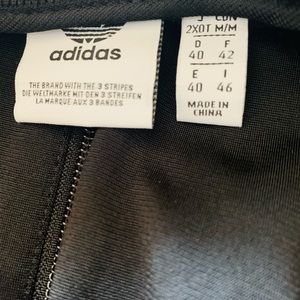 adidas
THE BRAND WITH THE 3 STRIPES
DIE WELTMARKE MIT DEN 3 STREIFEN
LA MARQUE AUX 3 BANDES
J CDN
2XOT M/M
D F
40 42
E I
40 46
MADE IN
CHINA